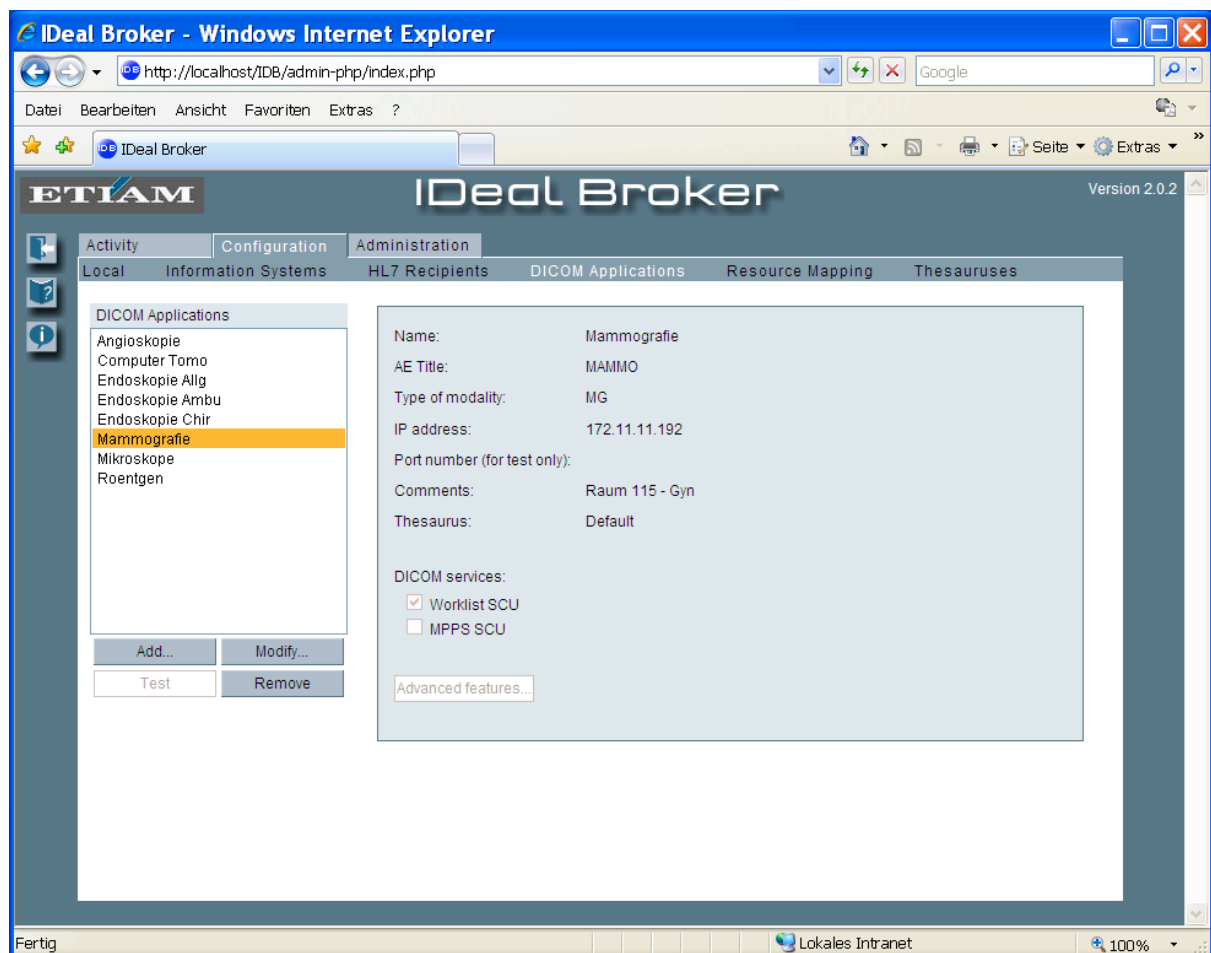 IDeal Broker - Windows Internet Explorer
http://localhost/IDB/admin-php/index.php
Google
Datei Bearbeiten Ansicht Favoriten Extras ?
IDeal Broker
Seite Extras
ETIAM
IDeal Broker
Version 2.0.2
Activity Configuration Administration
Local Information Systems HL7 Recipients DICOM Applications Resource Mapping Thesauruses
DICOM Applications
Angioskopie
Computer Tomo
Endoskopie Allg
Endoskopie Ambu
Endoskopie Chir
Mammografie
Mikroskope
Roentgen
Add... Modify...
Test Remove
Name: Mammografie
AE Title: MAMMO
Type of modality: MG
IP address: 172.11.11.192
Port number (for test only):
Comments: Raum 115 - Gyn
Thesaurus: Default
DICOM services:
Worklist SCU
MPPS SCU
Advanced features...
Fertig Lokales Intranet 100%